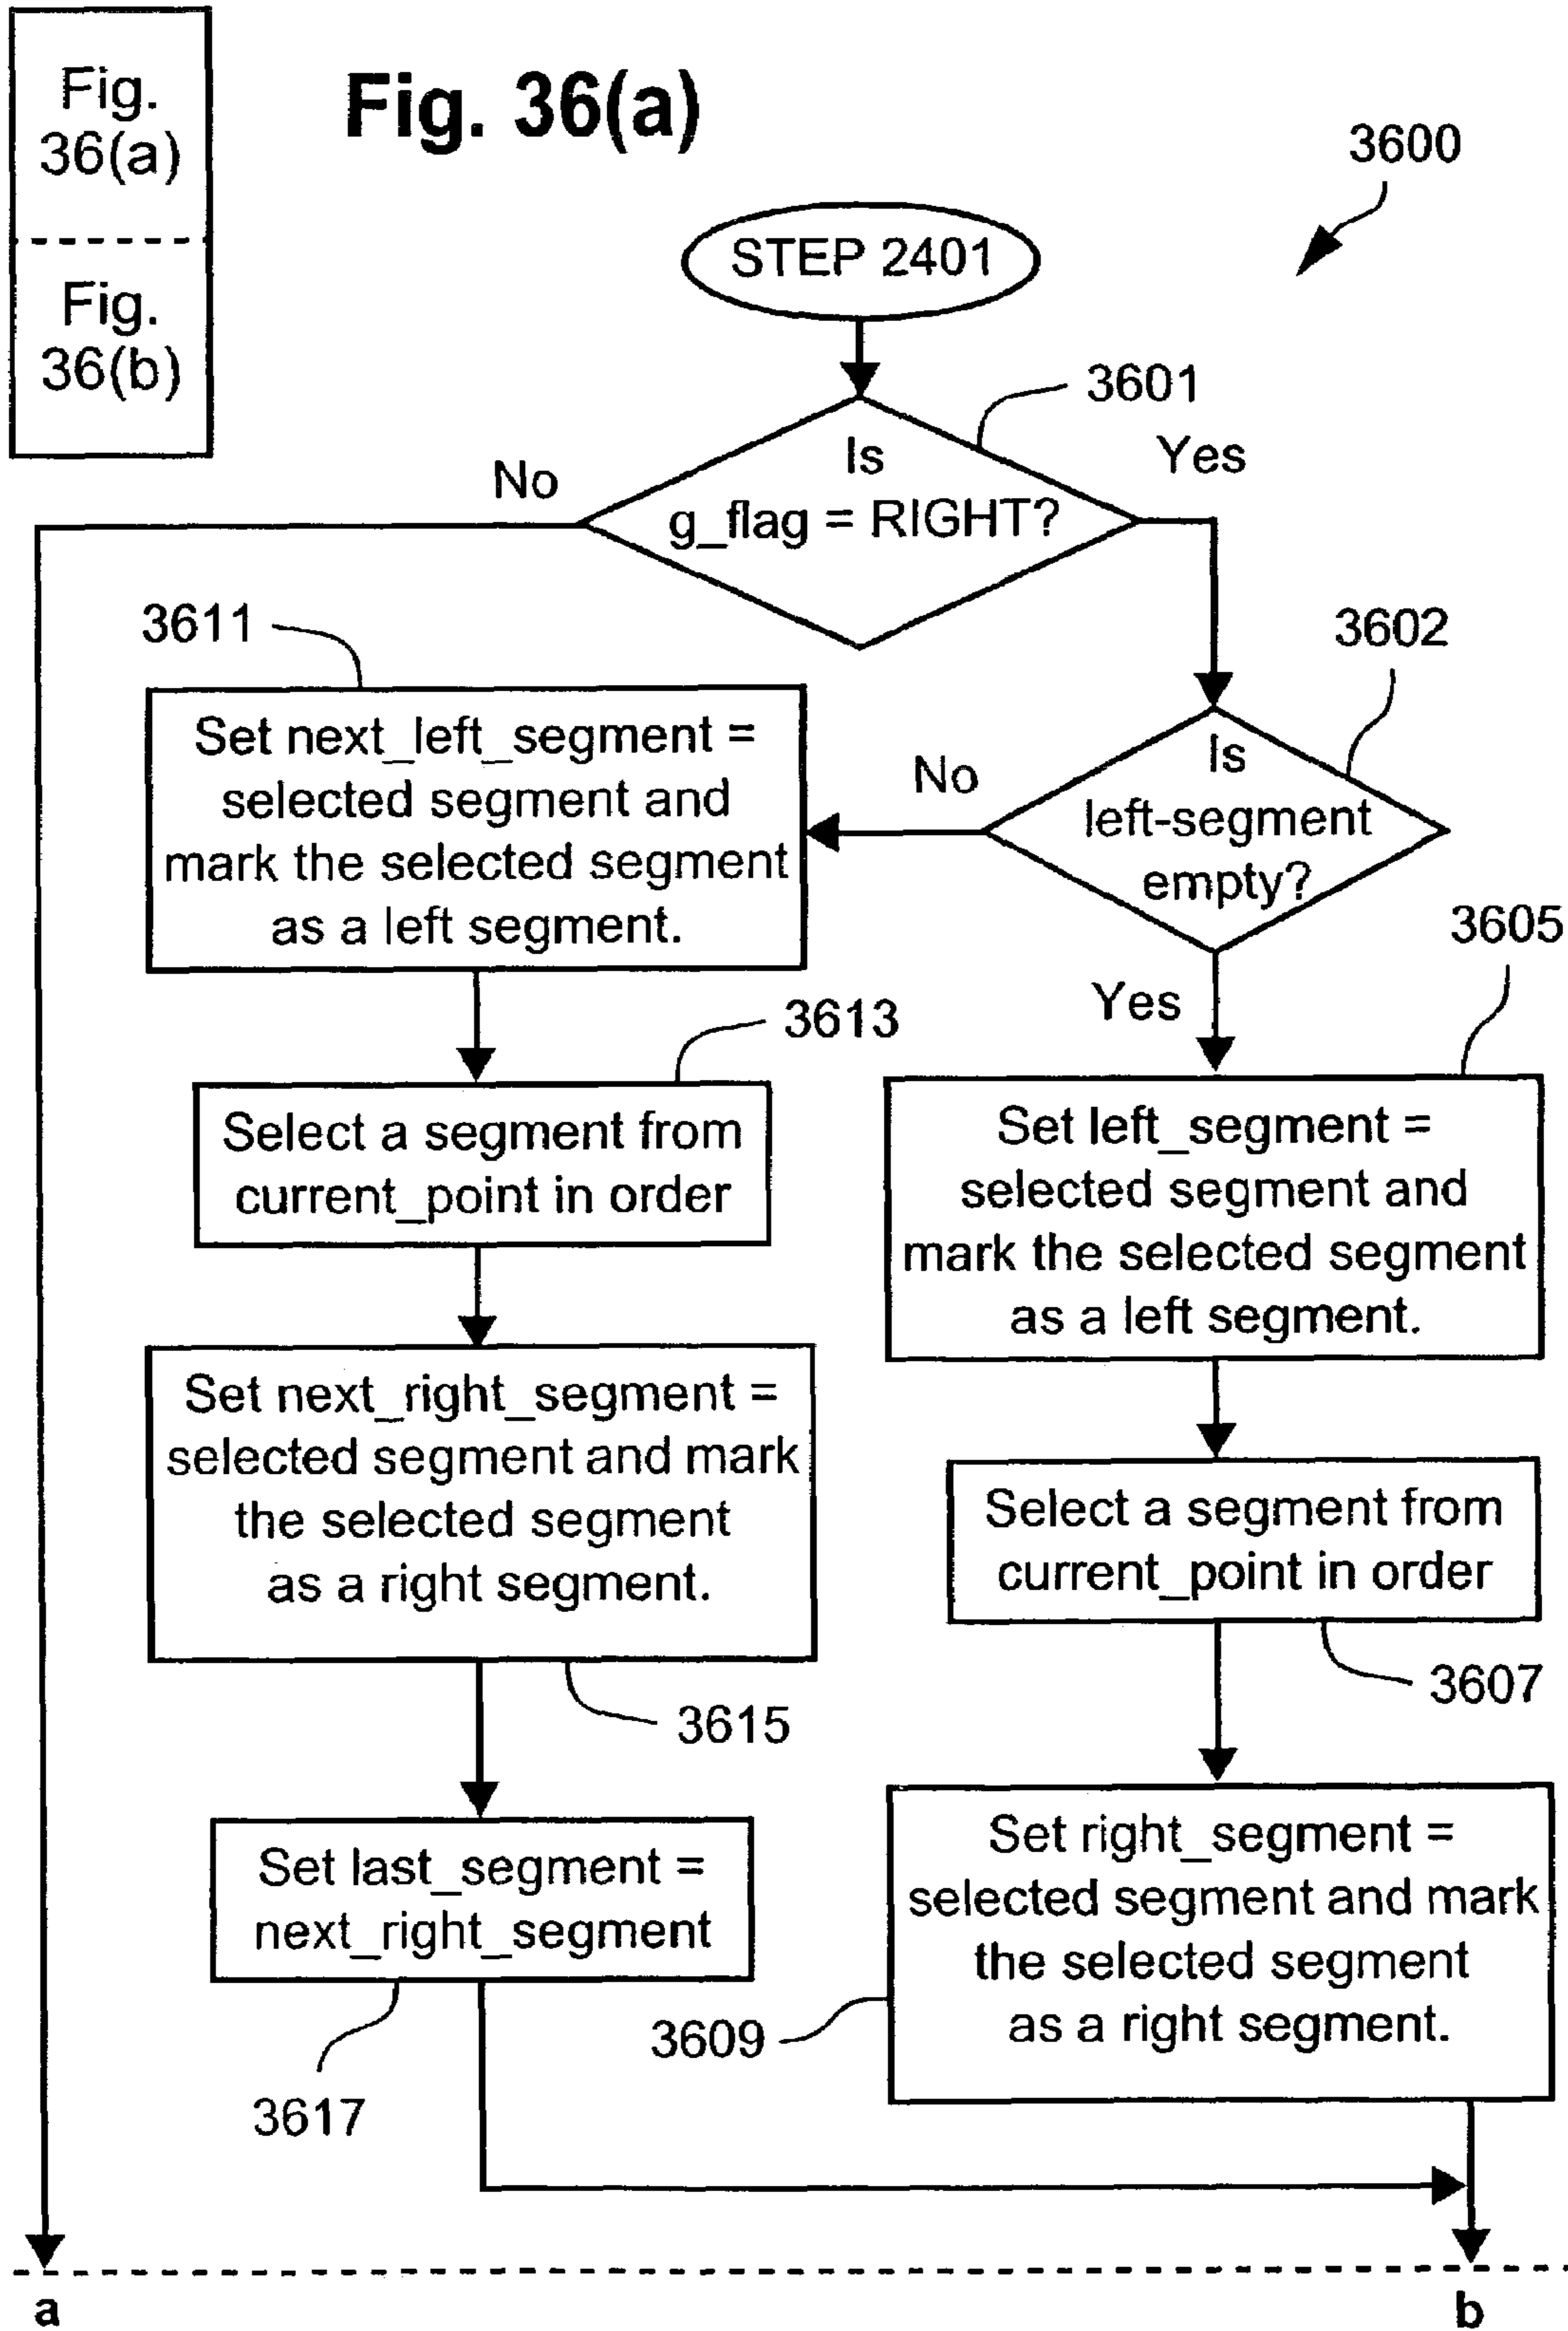 Fig.
36(a)
Fig.
36(b)
Fig. 36(a)
3600
STEP 2401
3601
Is
g_flag = RIGHT?
No
Yes
3611
3602
Set next_left_segment =
selected segment and
mark the selected segment
as a left segment.
No
Is
left-segment
empty?
3605
Yes
3613
Select a segment from
current_point in order
Set left_segment =
selected segment and
mark the selected segment
as a left segment.
Set next_right_segment =
selected segment and mark
the selected segment
as a right segment.
Select a segment from
current_point in order
3607
3615
Set last_segment =
next_right_segment
Set right_segment =
selected segment and mark
the selected segment
as a right segment.
3609
3617
a
b